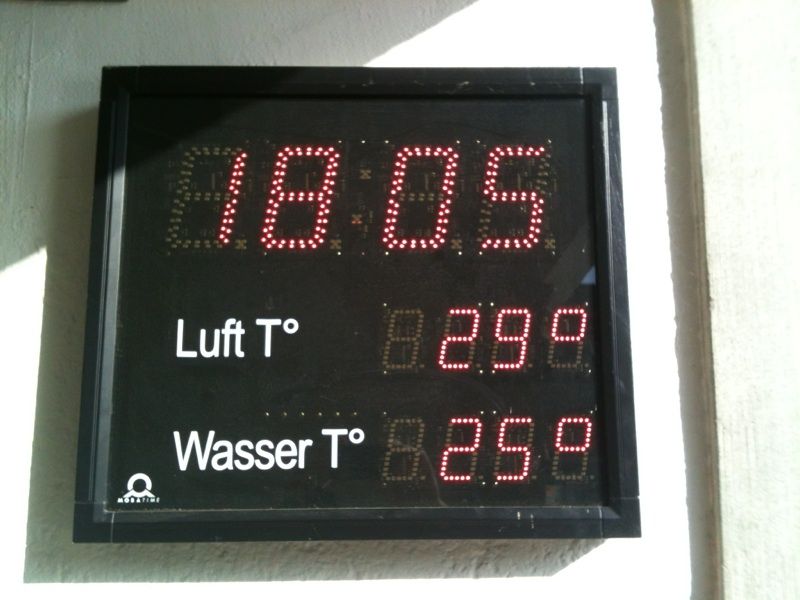 18 05
Luft T° 29°
Wasser T° 25°
MOBATIME